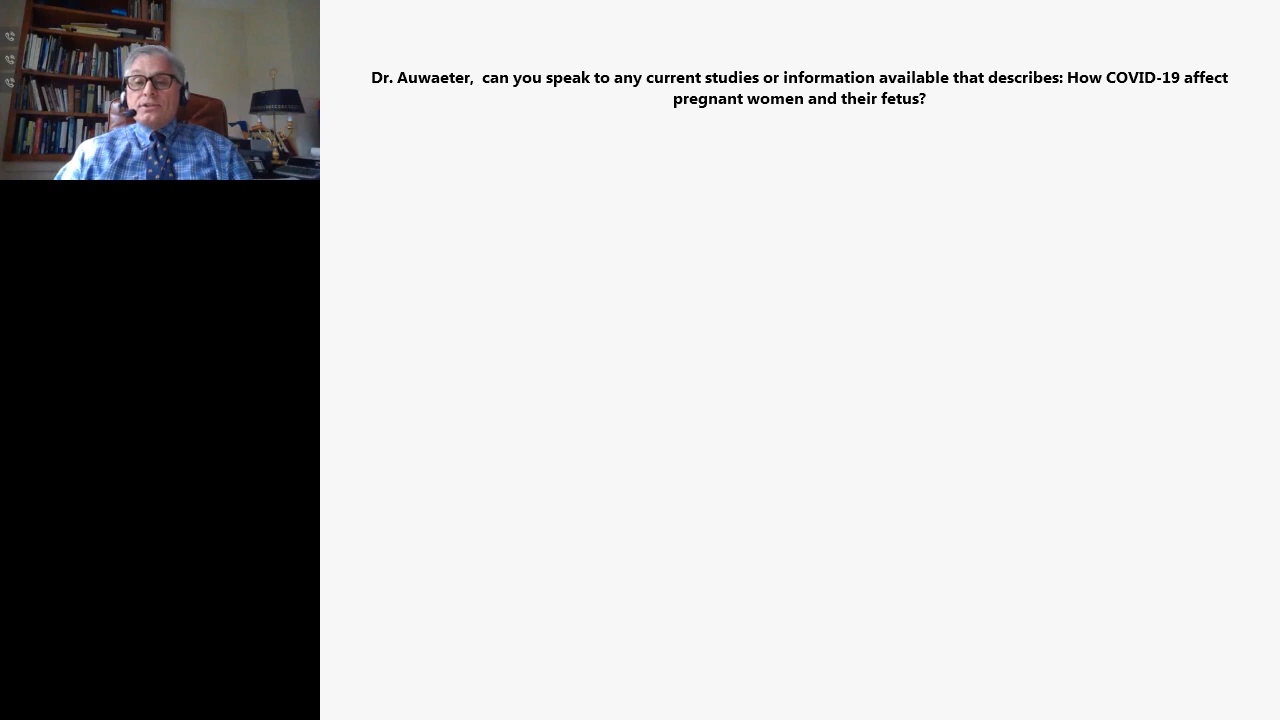 Dr. Auwaeter,  can you speak to any current studies or information available that describes: How COVID-19 affect
pregnant women and their fetus?